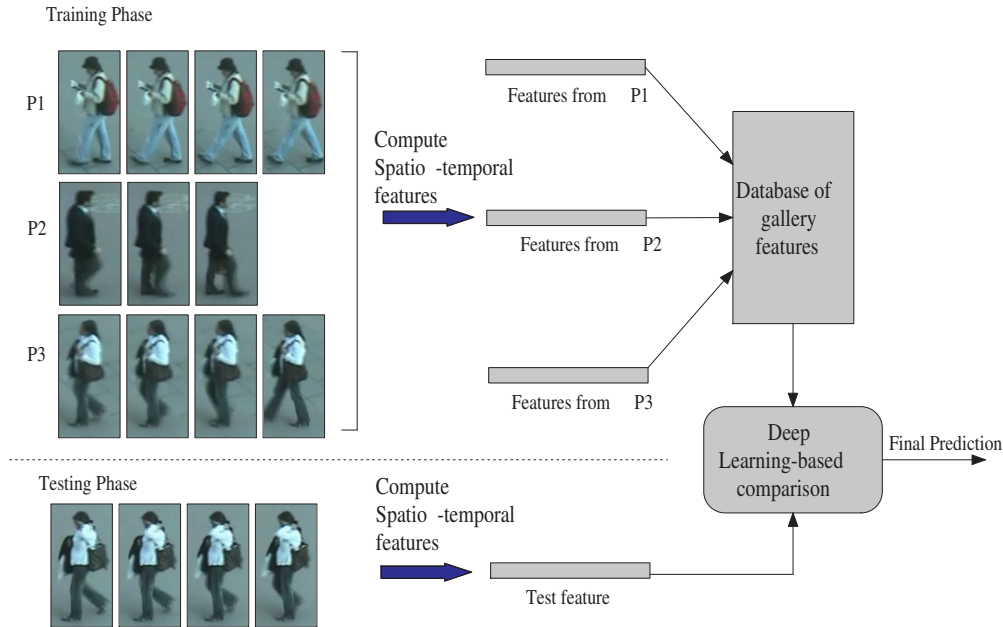 Training Phase
P1
P2
P3
Compute
Spatio -temporal
features
Features from P1
Features from P2
Features from P3
Database of
gallery
features
Deep
Learning-based
comparison
Final Prediction
Testing Phase
Compute
Spatio -temporal
features
Test feature